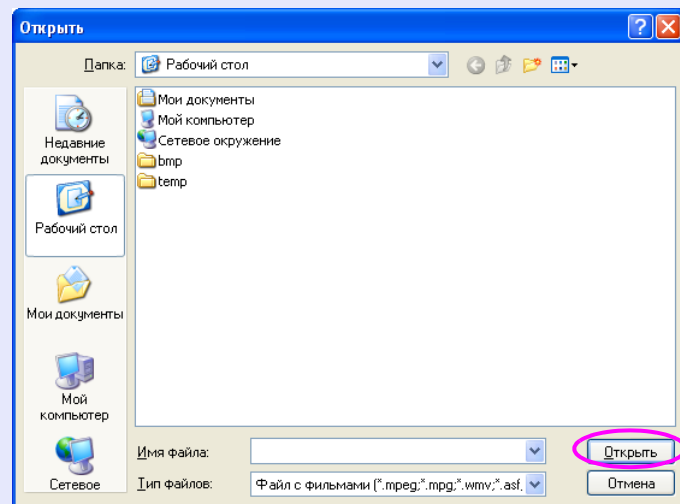 Открыть
Папка: Рабочий стол
Недавние
документы
Рабочий стол
Мои документы
Мой
компьютер
Сетевое
Мои документы
Мой компьютер
Сетевое окружение
bmp
temp
Имя файла:
Открыть
Тип файлов: Файл с фильмами (*.mpeg;*.mpg;*.wmv;*.asf,
Отмена